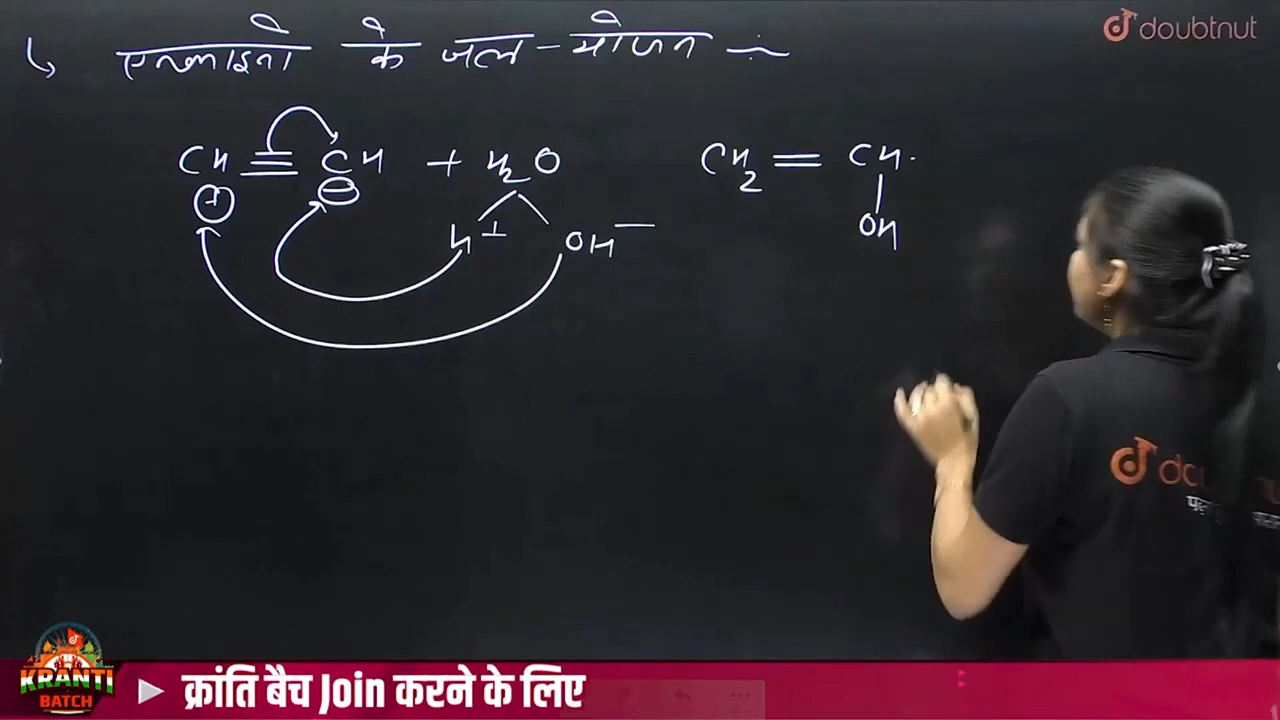 doubtnut
↳ एल्काइनो के जल-योजन :-
CH ≡ CH + H₂O
CH₂ = CH
⊕ ⊖
H⁺ OH⁻
OH
KRANTI
BATCH
क्रांति बैच Join करने के लिए